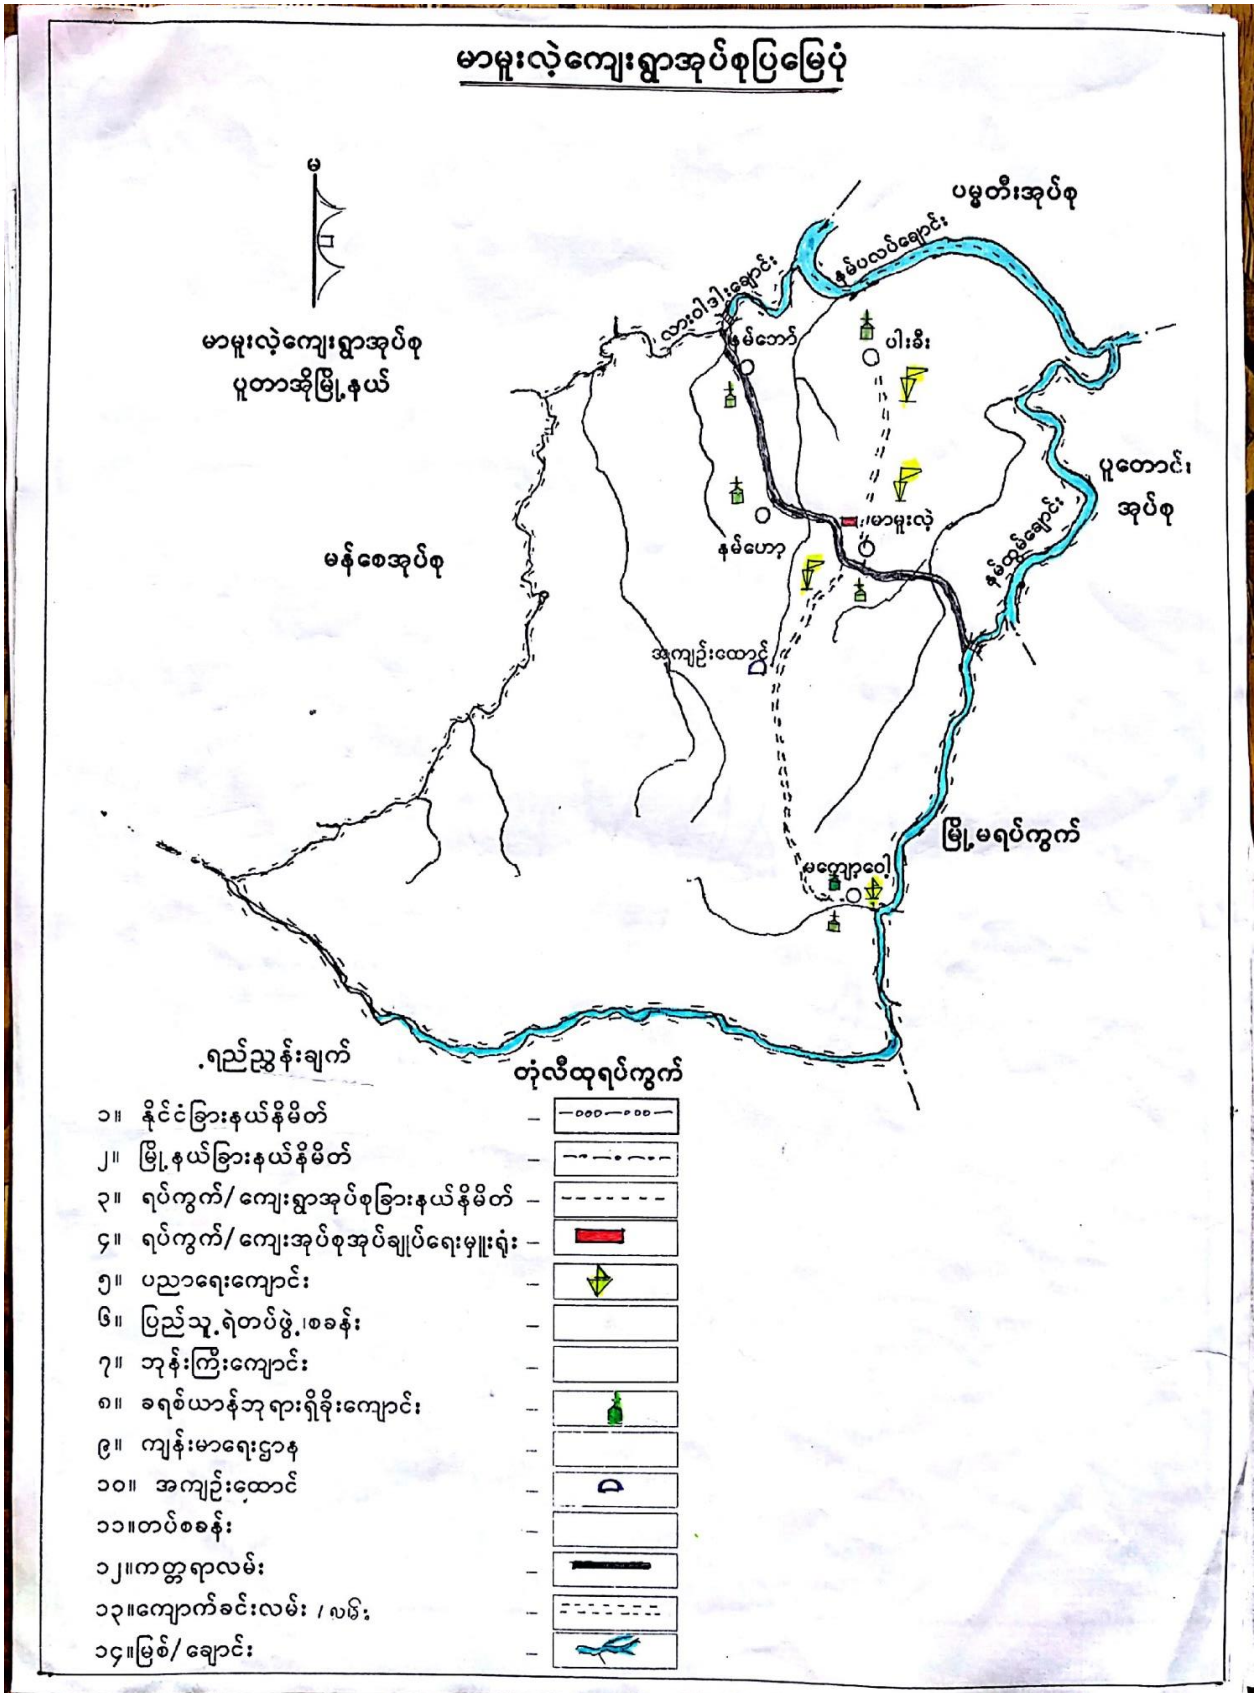 မာမူးလဲ့ကျေးရွာအုပ်စုပြမြေပုံ
မ
ပမ္မတီးအုပ်စု
နမ်ပလပ်ချောင်း
လားဝါဒါးချောင်း
နမ်ဘော်
ပါးခီး
မာမူးလဲ့ကျေးရွာအုပ်စု
ပူတာအိုမြို့နယ်
ပူတောင်း
အုပ်စု
မာမူးလဲ့
နမ်ဟော့
မန်စေအုပ်စု
နမ်ထွမ်ချောင်း
အကျဉ်းထောင်
မြို့မရပ်ကွက်
မကျော့ဝေါ့
ရည်ညွှန်းချက်
တုံလီထုရပ်ကွက်
၁။ နိုင်ငံခြားနယ်နိမိတ် –
၂။ မြို့နယ်ခြားနယ်နိမိတ် –
၃။ ရပ်ကွက်/ကျေးရွာအုပ်စုခြားနယ်နိမိတ် –
၄။ ရပ်ကွက်/ကျေးအုပ်စုအုပ်ချုပ်ရေးမှူးရုံး –
၅။ ပညာရေးကျောင်း –
၆။ ပြည်သူ့ရဲတပ်ဖွဲ့၊စခန်း –
၇။ ဘုန်းကြီးကျောင်း –
၈။ ခရစ်ယာန်ဘုရားရှိခိုးကျောင်း –
၉။ ကျန်းမာရေးဌာန –
၁၀။ အကျဉ်းထောင် –
၁၁။တပ်စခန်း –
၁၂။ကတ္တရာလမ်း –
၁၃။ကျောက်ခင်းလမ်း / လမ်း –
၁၄။မြစ်/ချောင်း –